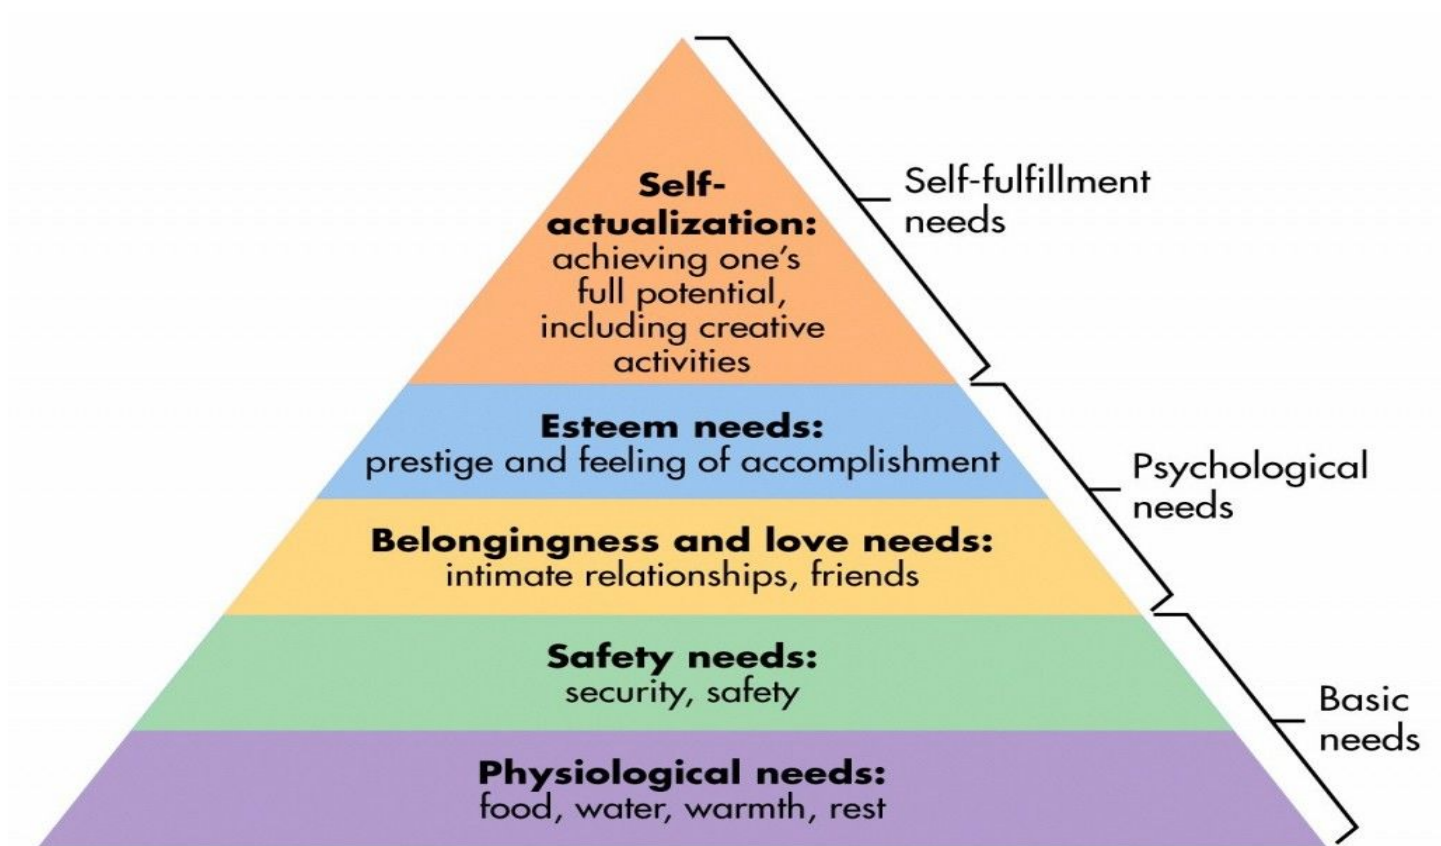 Self-
actualization:
achieving one's
full potential,
including creative
activities
Self-fulfillment
needs
Esteem needs:
prestige and feeling of accomplishment
Psychological
needs
Belongingness and love needs:
intimate relationships, friends
Safety needs:
security, safety
Basic
needs
Physiological needs:
food, water, warmth, rest